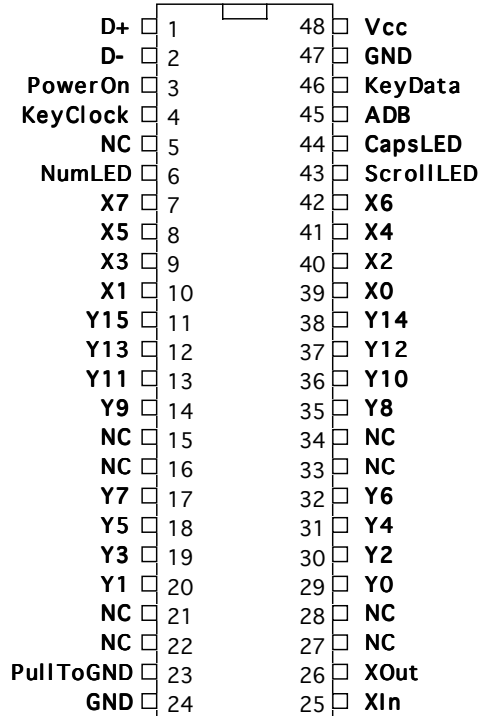 D+ 1 48 Vcc
D- 2 47 GND
PowerOn 3 46 KeyData
KeyClock 4 45 ADB
NC 5 44 CapsLED
NumLED 6 43 ScrollLED
X7 7 42 X6
X5 8 41 X4
X3 9 40 X2
X1 10 39 X0
Y15 11 38 Y14
Y13 12 37 Y12
Y11 13 36 Y10
Y9 14 35 Y8
NC 15 34 NC
NC 16 33 NC
Y7 17 32 Y6
Y5 18 31 Y4
Y3 19 30 Y2
Y1 20 29 Y0
NC 21 28 NC
NC 22 27 NC
PullToGND 23 26 XOut
GND 24 25 XIn